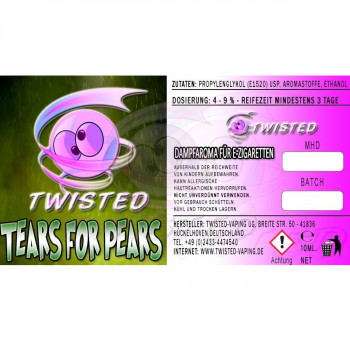 TWISTED
TEARS FOR PEARS
ZUTATEN: PROPYLENGLYKOL (E1520) USP, AROMASTOFFE, ETHANOL
DOSIERUNG: 4 - 9 % - REIFEZEIT MINDESTENS 3 TAGE
TWISTED
DAMPFAROMA FÜR E-ZIGARETTEN
AUSSERHALB DER REICHWEITE
VON KINDERN AUFBEWAHREN.
KANN ALLERGISCHE
HAUTREAKTIONEN HERVORRUFEN.
NICHT UNVERDÜNNT VERWENDEN.
VOR GEBRAUCH SCHÜTTELN.
KÜHL UND TROCKEN LAGERN
MHD
BATCH
HERSTELLER: TWISTED-VAPING UG, BREITE STR. 50 - 41836
HUCKELHOVEN, DEUTSCHLAND,
TEL. +49 (0)2433-4474540
INTERNET: WWW.TWISTED-VAPING.DE
Achtung
10ML.
NET